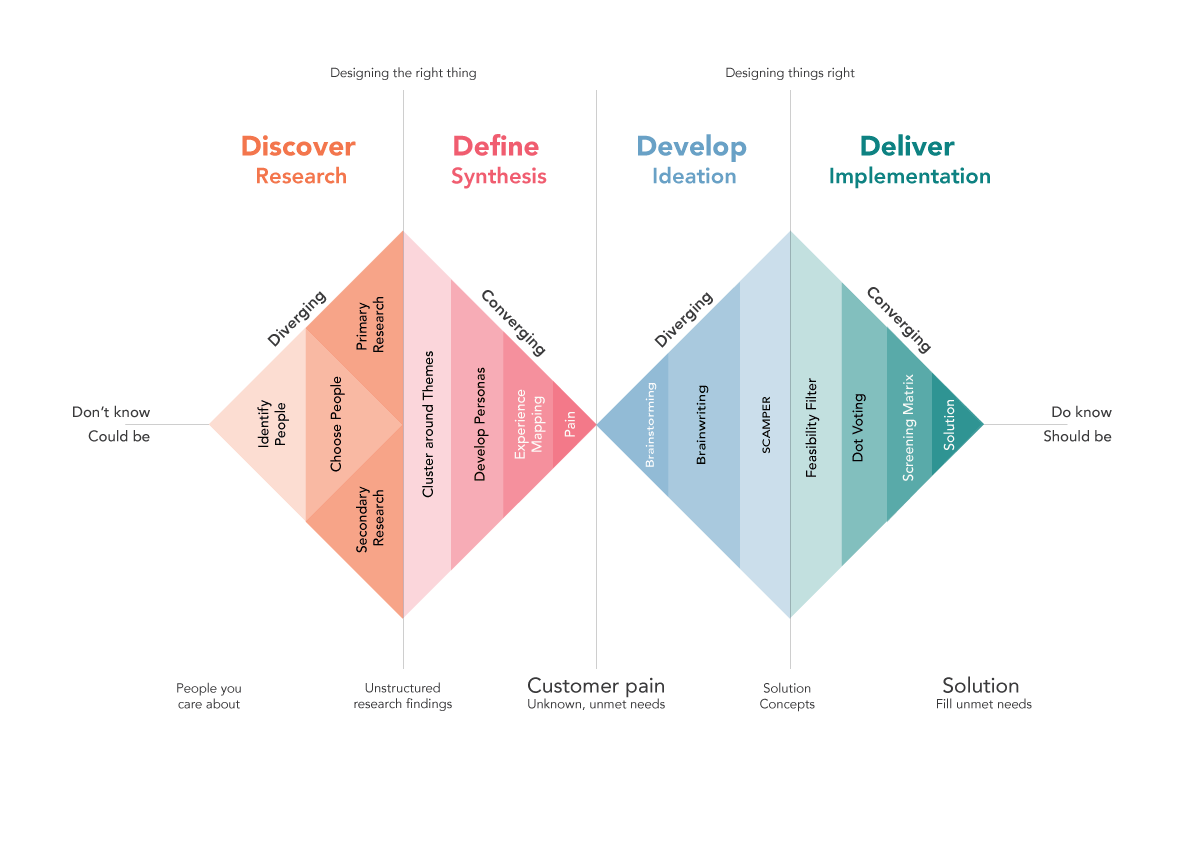 Designing the right thing
Designing things right
Discover
Research
Define
Synthesis
Develop
Ideation
Deliver
Implementation
Diverging
Converging
Diverging
Converging
Don't know
Could be
Identify
People
Choose People
Primary
Research
Secondary
Research
Cluster around Themes
Develop Personas
Experience
Mapping
Pain
Brainstorming
Brainwriting
SCAMPER
Feasibility Filter
Dot Voting
Screening Matrix
Solution
Do know
Should be
People you
care about
Unstructured
research findings
Customer pain
Unknown, unmet needs
Solution
Concepts
Solution
Fill unmet needs